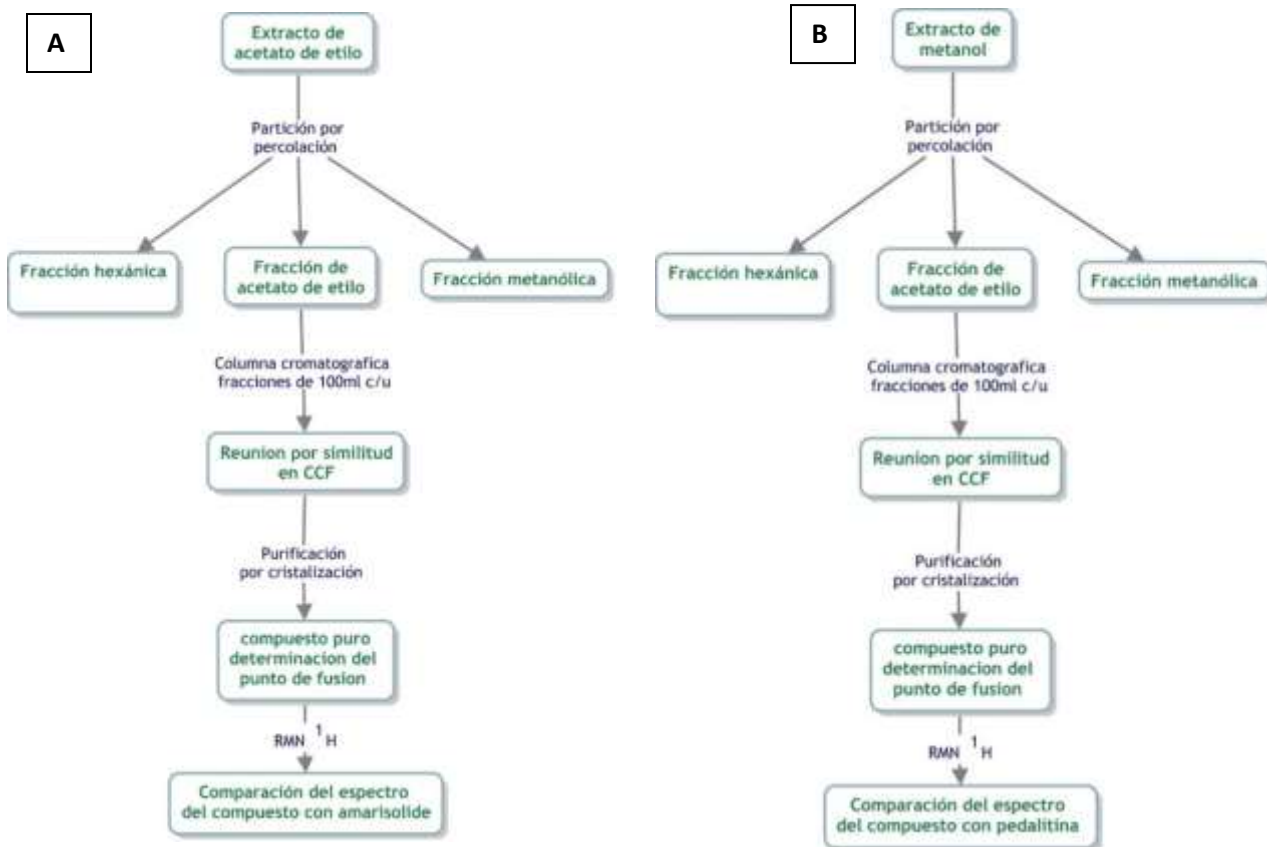 A
Extracto de
acetato de etilo
Partición por
percolación
Fracción hexánica
Fracción de
acetato de etilo
Fracción metanólica
Columna cromatografica
fracciones de 100ml c/u
Reunion por similitud
en CCF
Purificación
por cristalización
compuesto puro
determinacion del
punto de fusion
RMN 1 H
Comparación del espectro
del compuesto con amarisolide
B
Extracto de
metanol
Partición por
percolación
Fracción hexánica
Fracción de
acetato de etilo
Fracción metanólica
Columna cromatografica
fracciones de 100ml c/u
Reunion por similitud
en CCF
Purificación
por cristalización
compuesto puro
determinacion del
punto de fusion
RMN 1 H
Comparación del espectro
del compuesto con pedalitina